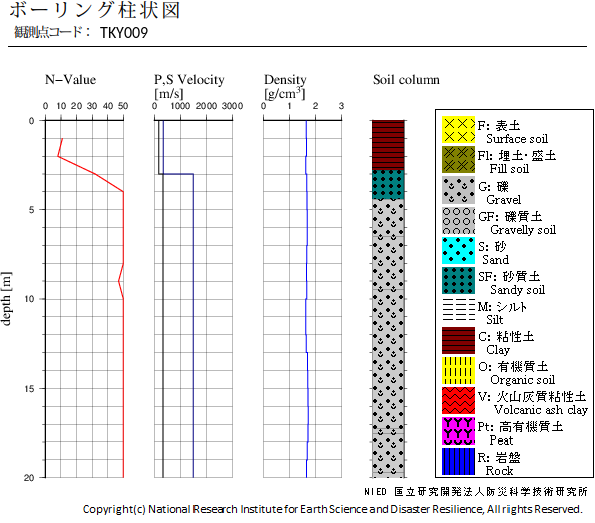 ボーリング柱状図
観測点コード： TKY009
N-Value
P,S Velocity
[m/s]
Density
[g/cm³]
Soil column
0 10 20 30 40 50
0 1000 2000 3000
0 1 2 3
depth [m]
0
5
10
15
20
F: 表土
Surface soil
Fl: 埋土・盛土
Fill soil
G: 礫
Gravel
GF: 礫質土
Gravelly soil
S: 砂
Sand
SF: 砂質土
Sandy soil
M: シルト
Silt
C: 粘性土
Clay
O: 有機質土
Organic soil
V: 火山灰質粘性土
Volcanic ash clay
Pt: 高有機質土
Peat
R: 岩盤
Rock
NIED 国立研究開発法人防災科学技術研究所
Copyright(c) National Research Institute for Earth Science and Disaster Resilience, All rights Reserved.